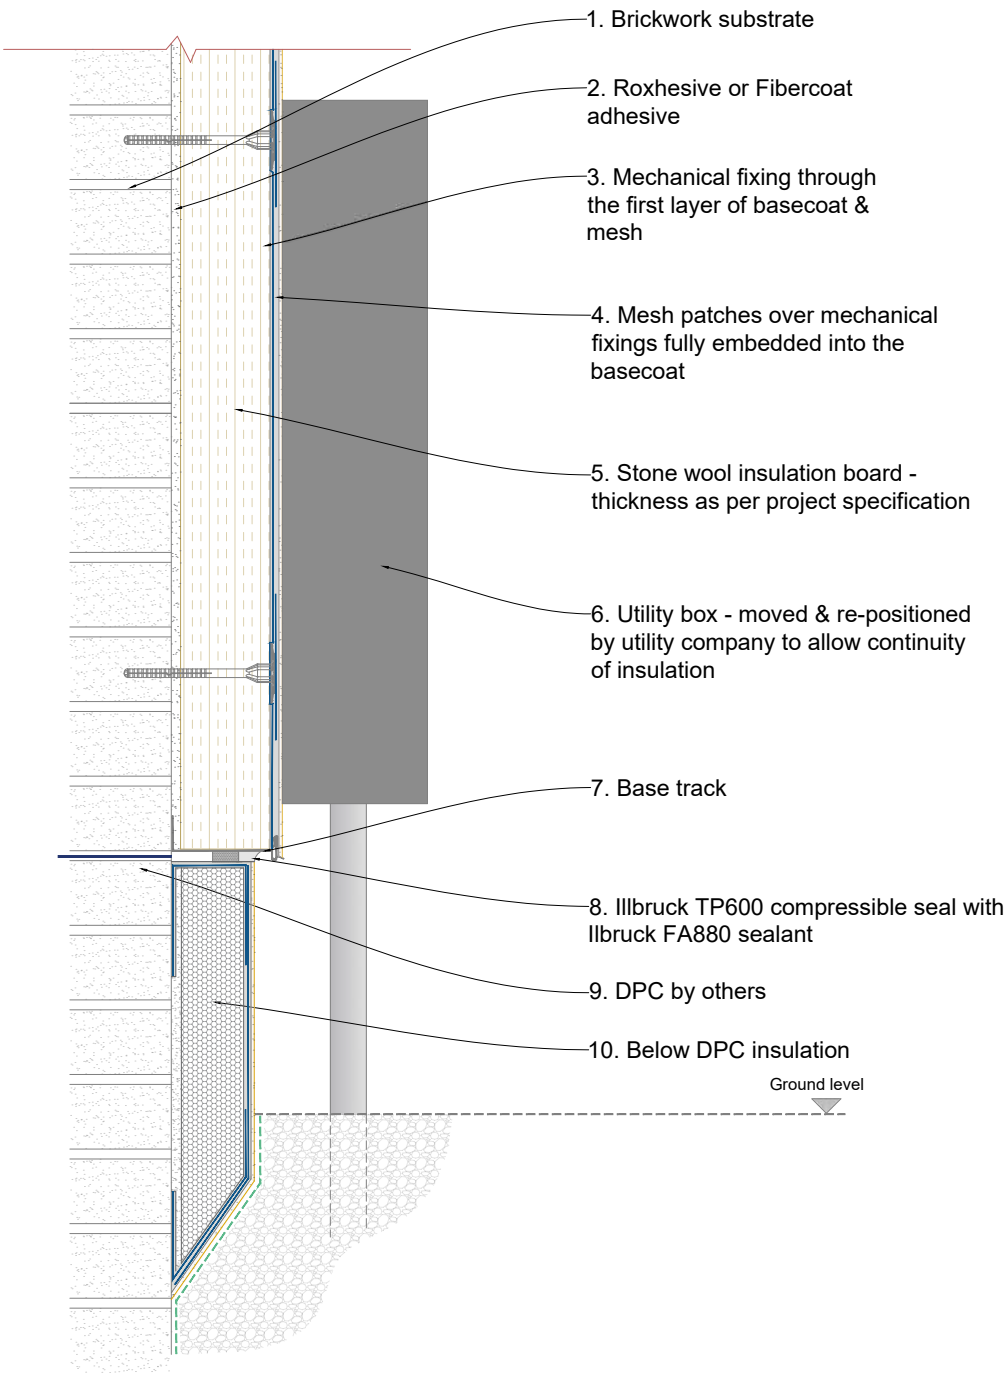 1. Brickwork substrate
2. Roxhesive or Fibercoat
adhesive
3. Mechanical fixing through
the first layer of basecoat &
mesh
4. Mesh patches over mechanical
fixings fully embedded into the
basecoat
5. Stone wool insulation board -
thickness as per project specification
6. Utility box - moved & re-positioned
by utility company to allow continuity
of insulation
7. Base track
8. Illbruck TP600 compressible seal with
Ilbruck FA880 sealant
9. DPC by others
10. Below DPC insulation
Ground level